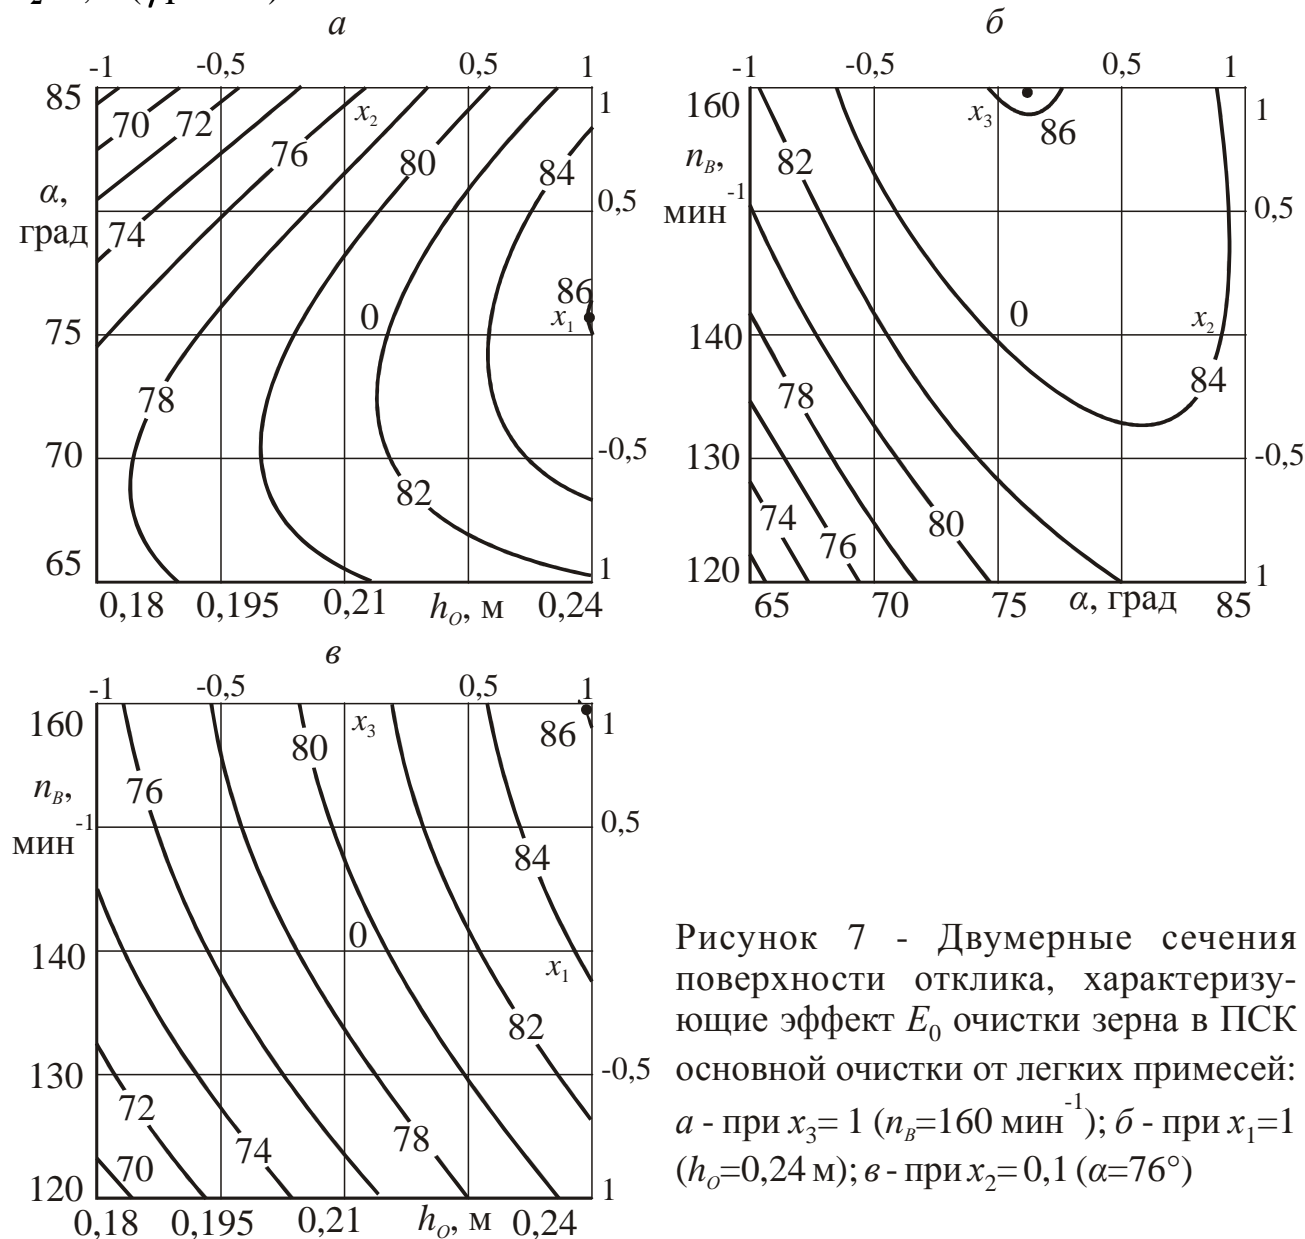 а
-1 -0,5 0,5 1
85 1
70 72 x2
76 80 84
α,
град 74 0,5
86
0 x1
75
78
70 -0,5
82
65 1
0,18 0,195 0,21 hО, м 0,24
б
-1 -0,5 0,5 1
160 x3 1
86
nВ, 82
мин-1 0,5
0 x2
140
84
78
130 -0,5
74 76 80
120 1
65 70 75 α, град 85
в
-1 -0,5 0,5 1
160 x3 86 1
80
nВ, 76
мин-1 0,5
84
0
140 x1
82
130 -0,5
72
74 78
70
120 1
0,18 0,195 0,21 hО, м 0,24
Рисунок 7 - Двумерные сечения
поверхности отклика, характеризу-
ющие эффект E0 очистки зерна в ПСК
основной очистки от легких примесей:
а - при x3= 1 (nВ=160 мин-1); б - при x1=1
(hО=0,24 м); в - при x2= 0,1 (α=76°)